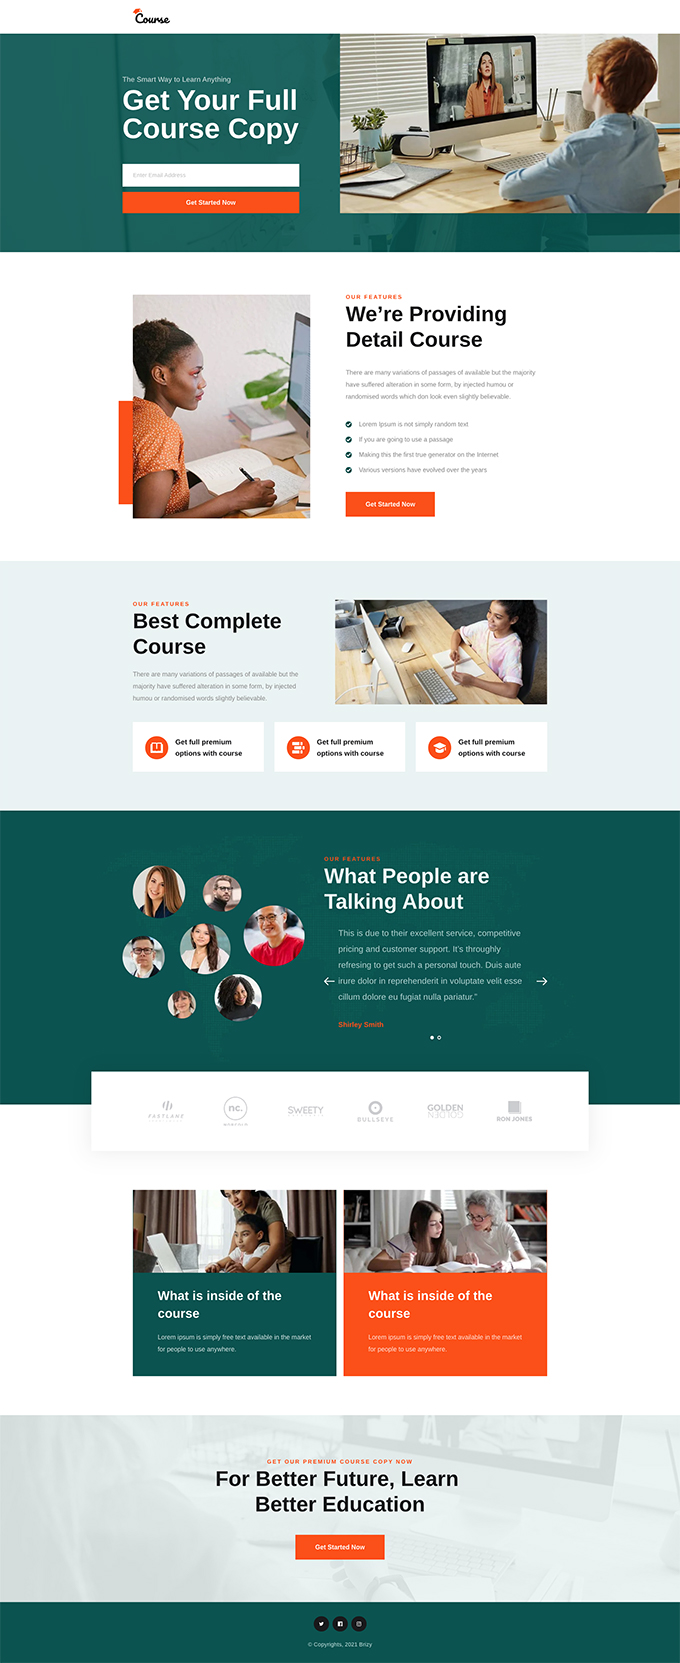 Course
The Smart Way to Learn Anything
Get Your Full
Course Copy
Enter Email Address
Get Started Now
OUR FEATURES
We’re Providing
Detail Course
There are many variations of passages of available but the majority
have suffered alteration in some form, by injected humou or
randomised words which don look even slightly believable.
Lorem Ipsum is not simply random text
If you are going to use a passage
Making this the first true generator on the Internet
Various versions have evolved over the years
Get Started Now
OUR FEATURES
Best Complete
Course
There are many variations of passages of available but the
majority have suffered alteration in some form, by injected
humou or randomised words slightly believable.
Get full premium
options with course
Get full premium
options with course
Get full premium
options with course
OUR FEATURES
What People are
Talking About
This is due to their excellent service, competitive
pricing and customer support. It's throughly
refresing to get such a personal touch. Duis aute
irure dolor in reprehenderit in voluptate velit esse
cillum dolore eu fugiat nulla pariatur."
Shirley Smith
FASTLANE
nc.
SWEETY
BULLSEYE
GOLDEN
GOLDEN
RON JONES
What is inside of the
course
Lorem ipsum is simply free text available in the market
for people to use anywhere.
What is inside of the
course
Lorem ipsum is simply free text available in the market
for people to use anywhere.
GET OUR PREMIUM COURSE COPY NOW
For Better Future, Learn
Better Education
Get Started Now
© Copyrights, 2021 Brizy